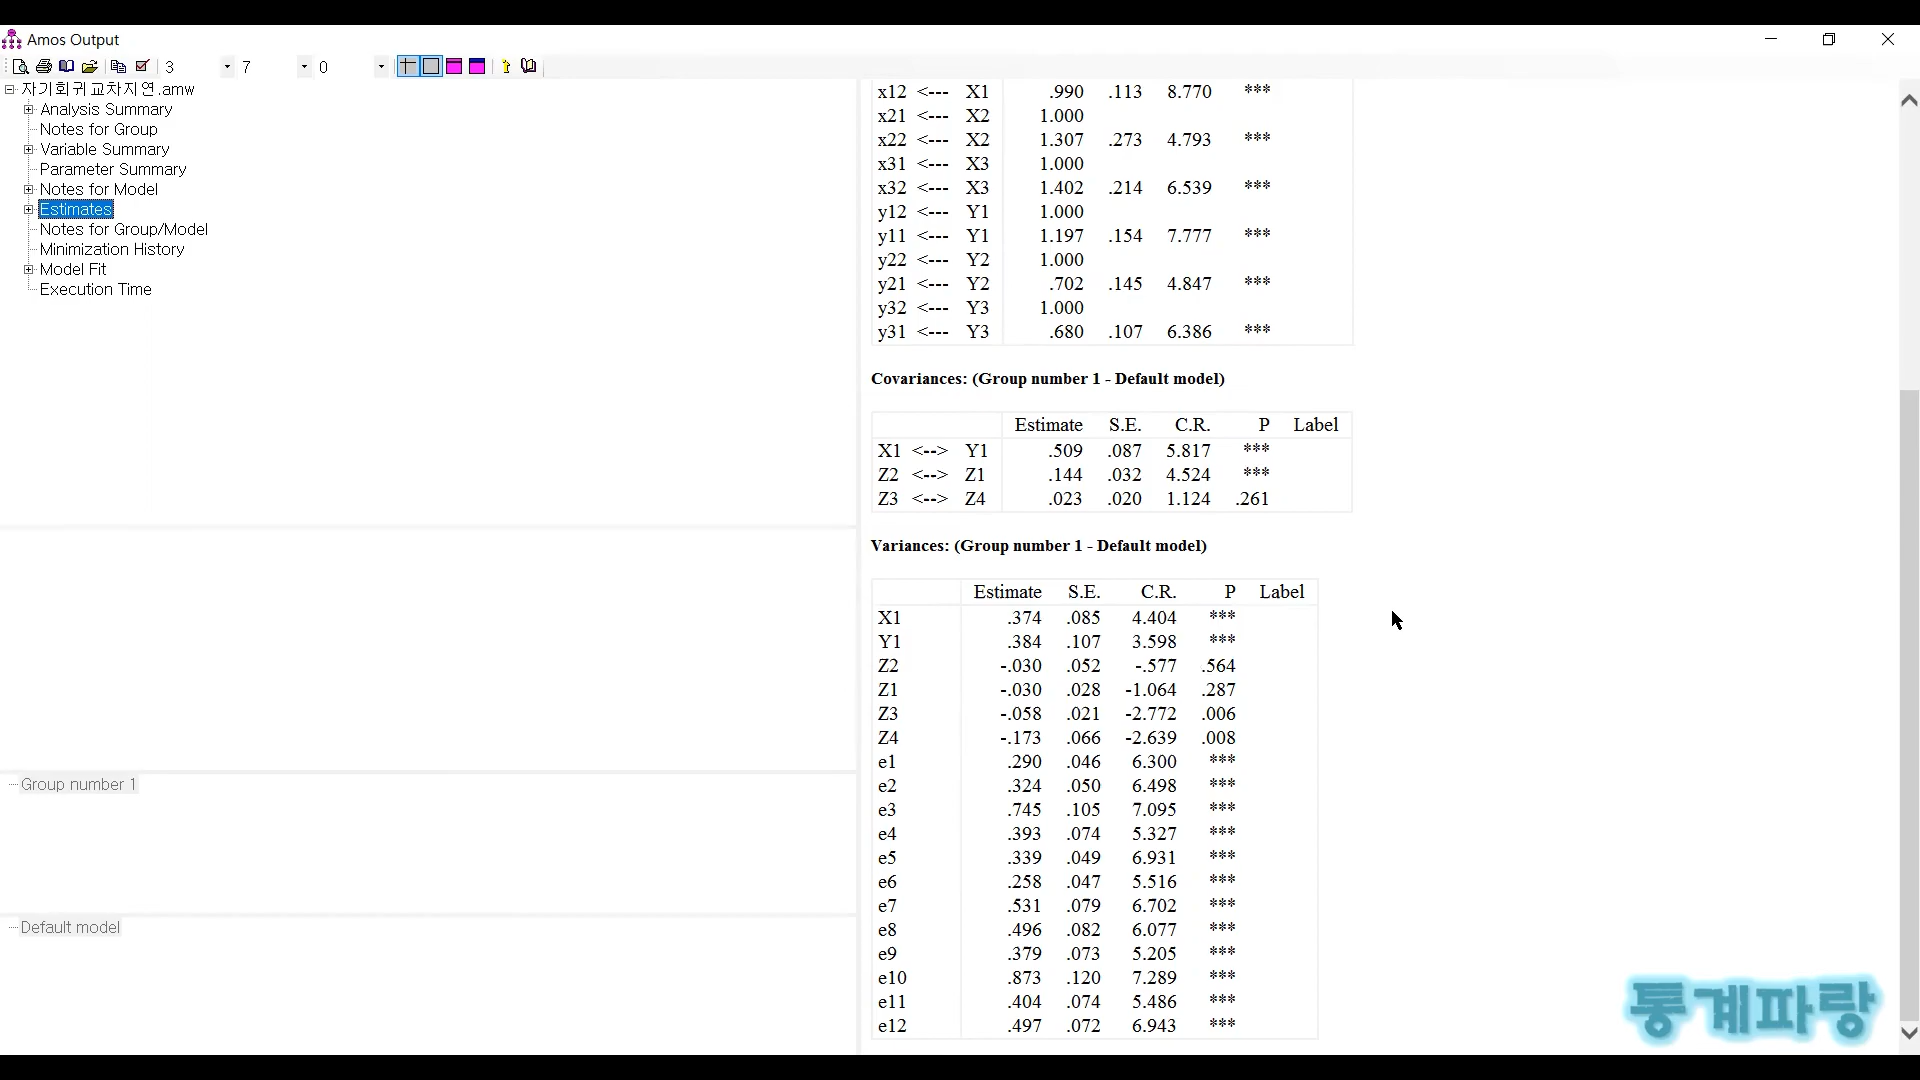 Amos Output
3 7 0
자기회귀교차지연.amw
Analysis Summary
Notes for Group
Variable Summary
Parameter Summary
Notes for Model
Estimates
Notes for Group/Model
Minimization History
Model Fit
Execution Time
Group number 1
Default model
x12 <--- X1 .990 .113 8.770 ***
x21 <--- X2 1.000
x22 <--- X2 1.307 .273 4.793 ***
x31 <--- X3 1.000
x32 <--- X3 1.402 .214 6.539 ***
y12 <--- Y1 1.000
y11 <--- Y1 1.197 .154 7.777 ***
y22 <--- Y2 1.000
y21 <--- Y2 .702 .145 4.847 ***
y32 <--- Y3 1.000
y31 <--- Y3 .680 .107 6.386 ***
Covariances: (Group number 1 - Default model)
Estimate S.E. C.R. P Label
X1 <--> Y1 .509 .087 5.817 ***
Z2 <--> Z1 .144 .032 4.524 ***
Z3 <--> Z4 .023 .020 1.124 .261
Variances: (Group number 1 - Default model)
Estimate S.E. C.R. P Label
X1 .374 .085 4.404 ***
Y1 .384 .107 3.598 ***
Z2 -.030 .052 -.577 .564
Z1 -.030 .028 -1.064 .287
Z3 -.058 .021 -2.772 .006
Z4 -.173 .066 -2.639 .008
e1 .290 .046 6.300 ***
e2 .324 .050 6.498 ***
e3 .745 .105 7.095 ***
e4 .393 .074 5.327 ***
e5 .339 .049 6.931 ***
e6 .258 .047 5.516 ***
e7 .531 .079 6.702 ***
e8 .496 .082 6.077 ***
e9 .379 .073 5.205 ***
e10 .873 .120 7.289 ***
e11 .404 .074 5.486 ***
e12 .497 .072 6.943 ***
통계파랑